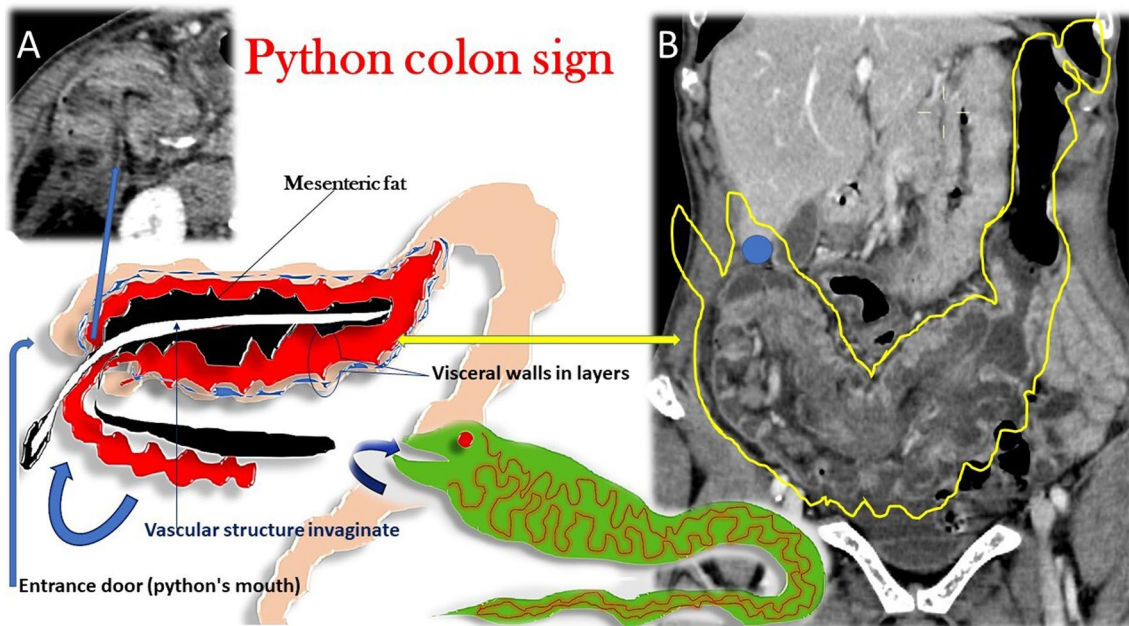 A
Python colon sign
B
Mesenteric fat
Visceral walls in layers
Vascular structure invaginate
Entrance door (python's mouth)